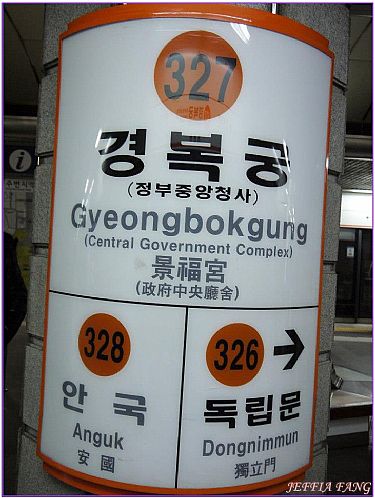 327
경복궁
(정부중앙청사)
Gyeongbokgung
(Central Government Complex)
景福宮
(政府中央廳舍)
328
안국
Anguk
安國
326
독립문
Dongnimmun
獨立門
JEFFIA FANG